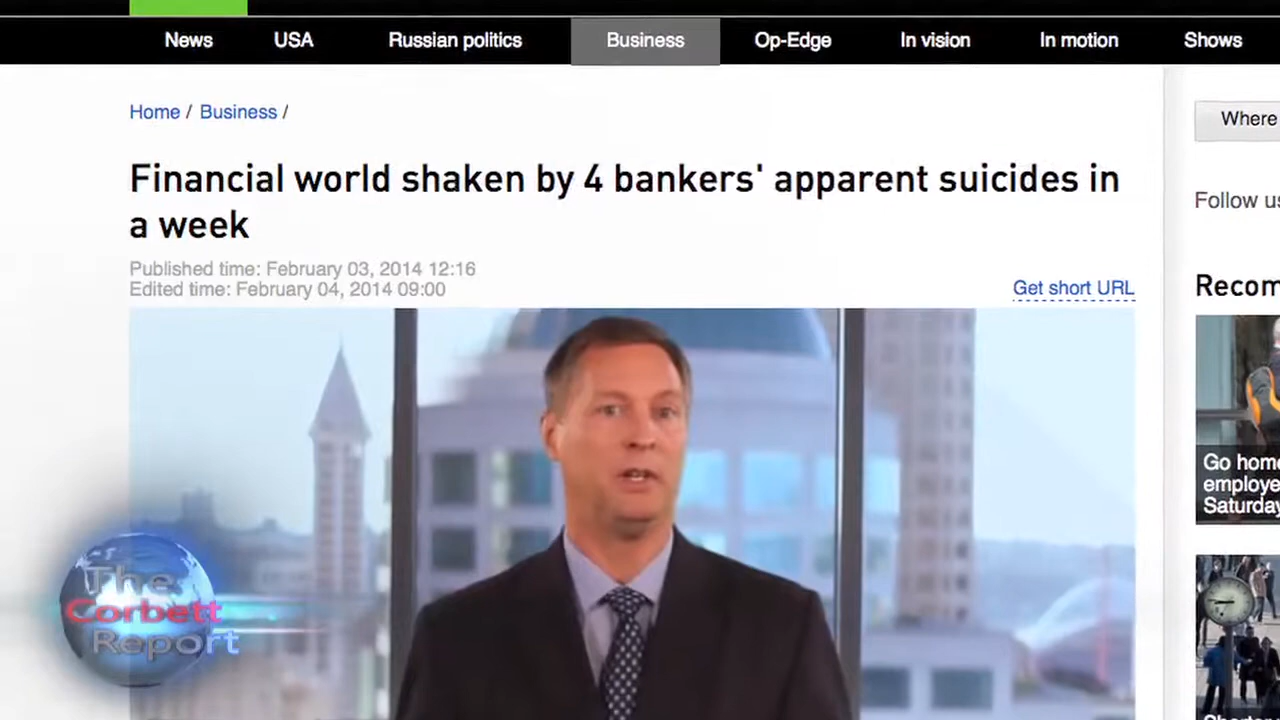 News
USA
Russian politics
Business
Op-Edge
In vision
In motion
Shows
Home / Business /
Where
Financial world shaken by 4 bankers' apparent suicides in
a week
Follow us
Published time: February 03, 2014 12:16
Edited time: February 04, 2014 09:00
Get short URL
Recom
Go home
employe
Saturday
The
Corbett
Report